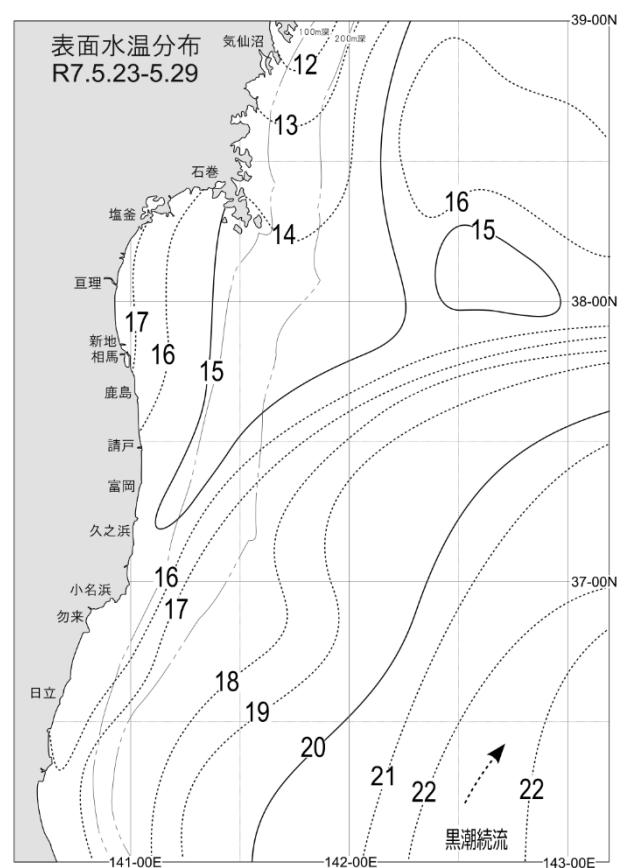 表面水温分布
R7.5.23-5.29
39-00N
気仙沼
100m深
200m深
12
13
石巻
16
塩釜
14
15
亘理
38-00N
17
新地
16
相馬
15
鹿島
請戸
富岡
久之浜
37-00N
小名浜
16
17
勿来
18
日立
19
20
21
22
22
黒潮続流
141-00E
142-00E
143-00E